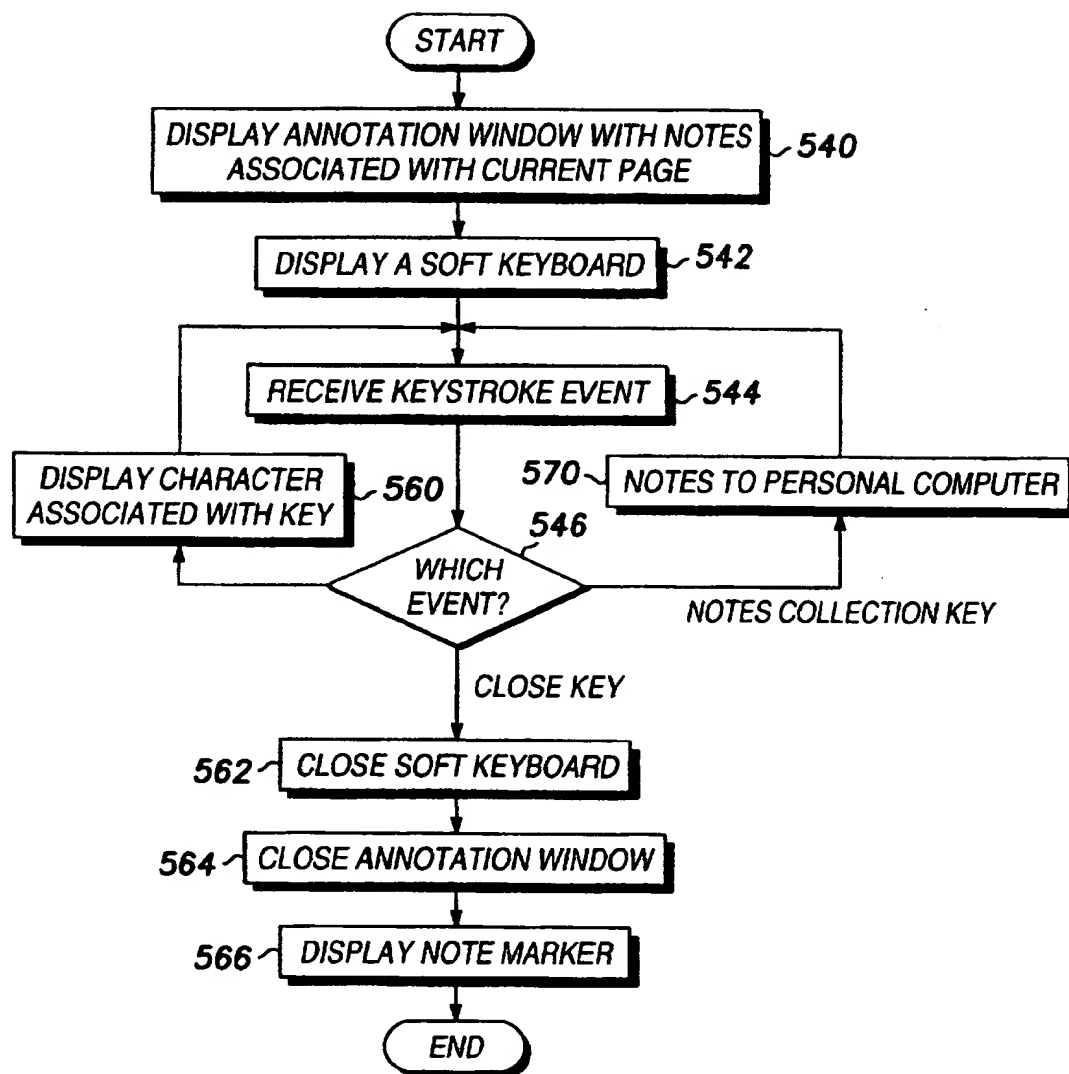 START
DISPLAY ANNOTATION WINDOW WITH NOTES
ASSOCIATED WITH CURRENT PAGE
540
DISPLAY A SOFT KEYBOARD
542
RECEIVE KEYSTROKE EVENT
544
DISPLAY CHARACTER
ASSOCIATED WITH KEY
560
570
NOTES TO PERSONAL COMPUTER
546
WHICH
EVENT?
NOTES COLLECTION KEY
CLOSE KEY
562
CLOSE SOFT KEYBOARD
564
CLOSE ANNOTATION WINDOW
566
DISPLAY NOTE MARKER
END